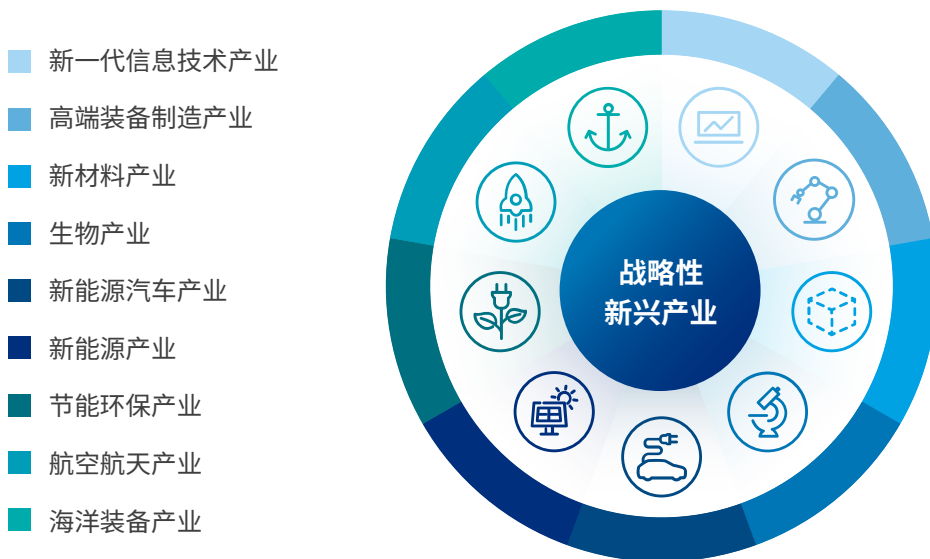 新一代信息技术产业
高端装备制造产业
新材料产业
生物产业
新能源汽车产业
新能源产业
节能环保产业
航空航天产业
海洋装备产业
战略性
新兴产业